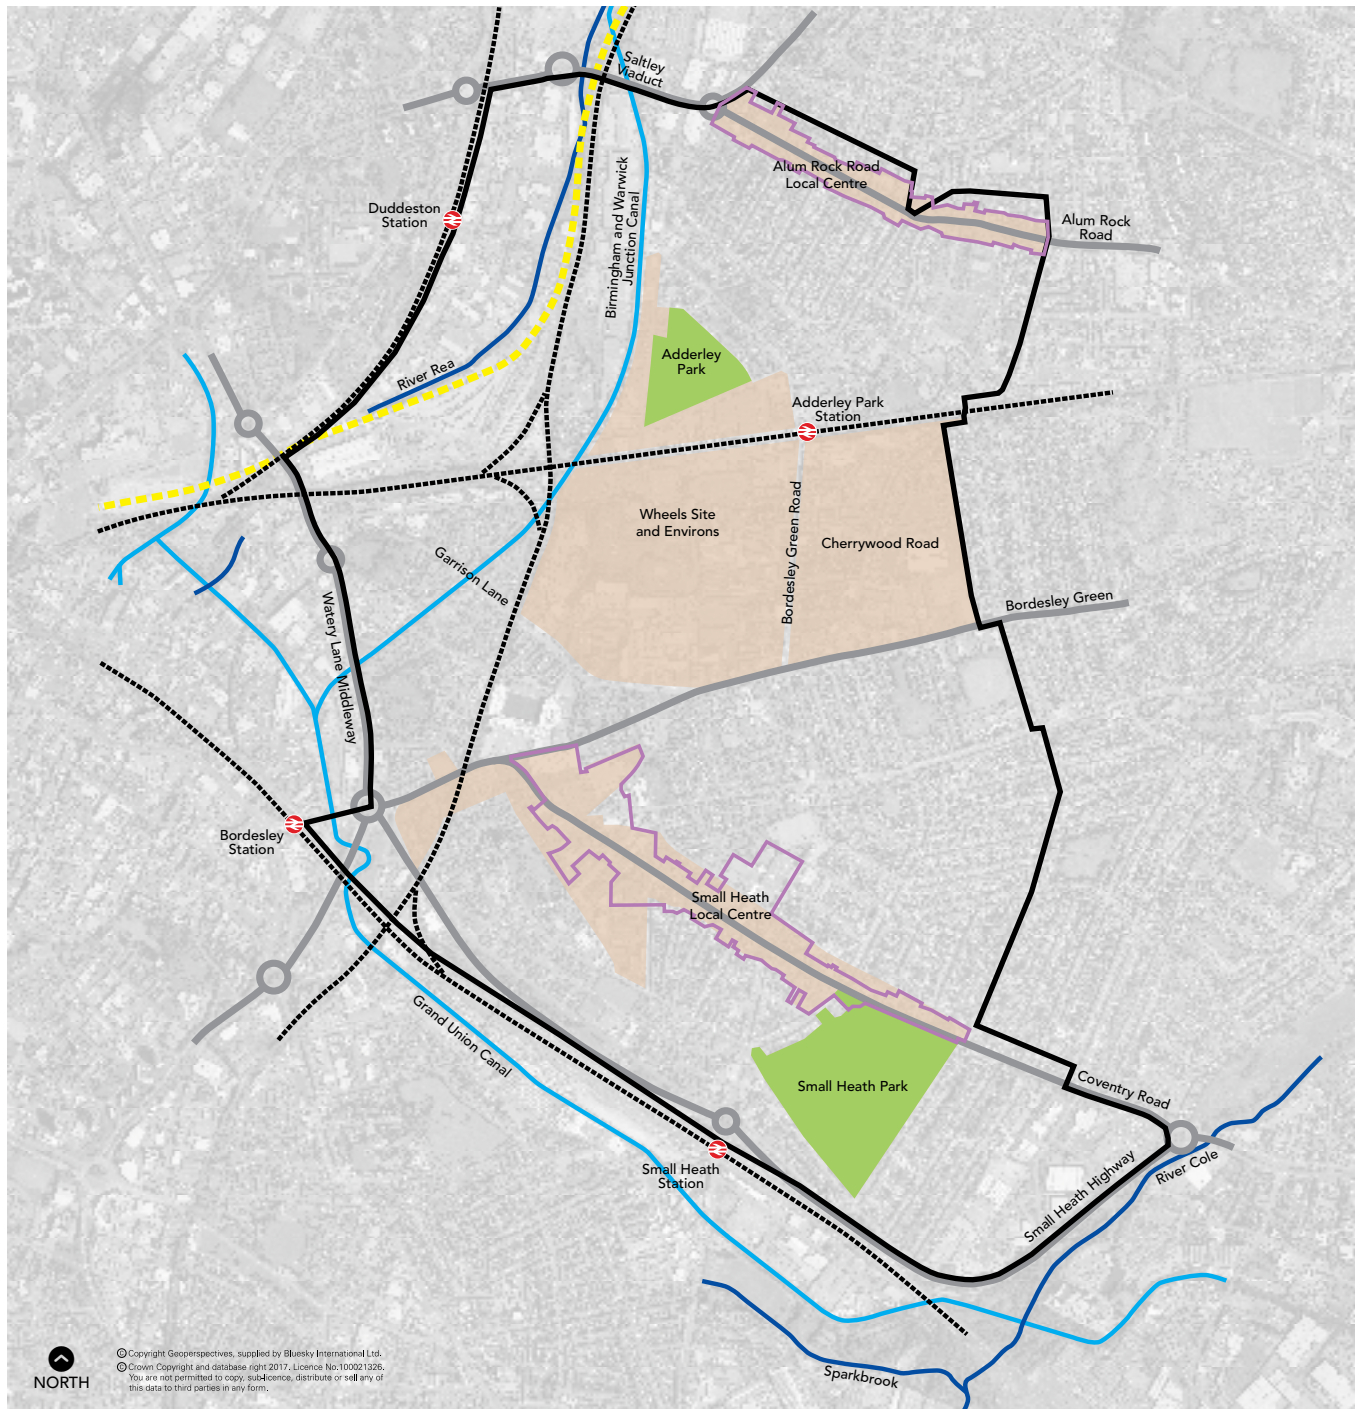 Saltley
Viaduct
Alum Rock Road
Local Centre
Birmingham and Warwick
Junction Canal
Duddeston
Station
Alum Rock
Road
Adderley
Park
River Rea
Adderley Park
Station
Wheels Site
and Environs
Bordesley Green Road
Cherrywood Road
Garrison Lane
Watery Lane Middleway
Bordesley Green
Bordesley
Station
Small Heath
Local Centre
Grand Union Canal
Small Heath Park
Coventry Road
Small Heath
Station
Small Heath Highway
River Cole
Sparkbrook
NORTH
© Copyright Geoperspectives, supplied by Bluesky International Ltd.
© Crown Copyright and database right 2017. Licence No.100021326.
You are not permitted to copy, sub-licence, distribute or sell any of
this data to third parties in any form.